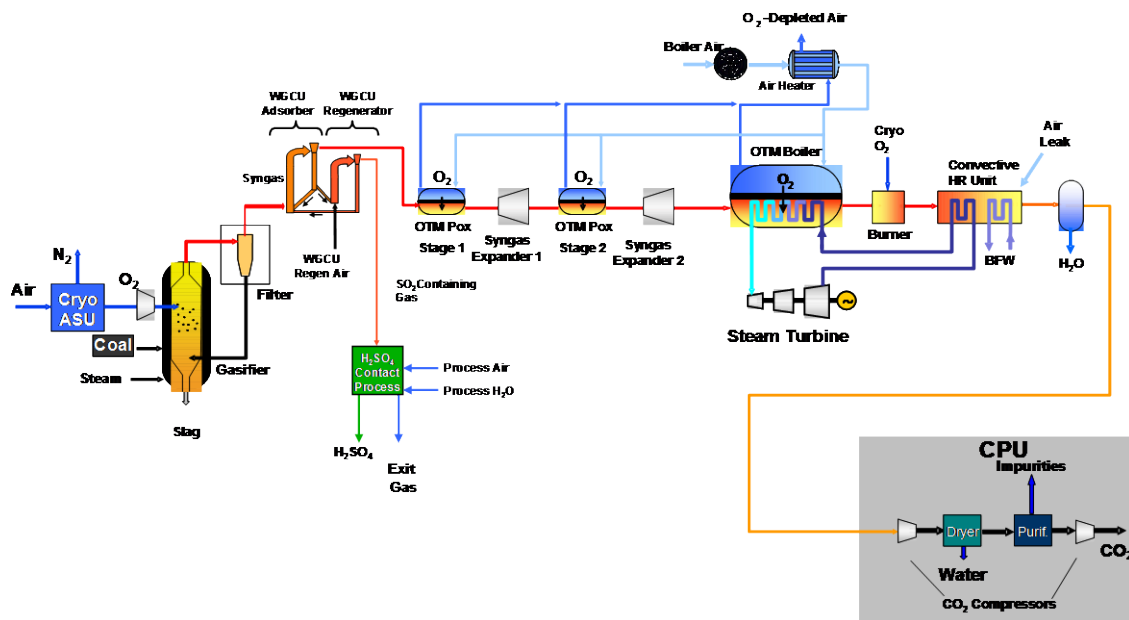 O₂-Depleted Air
Boiler Air
Air Heater
WGCU
Adsorber
WGCU
Regenerator
Syngas
WGCU
Regen Air
O₂
OTM Pox
Stage 1
Syngas
Expander 1
O₂
OTM Pox
Stage 2
Syngas
Expander 2
OTM Boiler
O₂
Cryo
O₂
Burner
Air
Leak
Convective
HR Unit
BFW
H₂O
N₂
Air
Cryo
ASU
O₂
Filter
Coal
Steam
Gasifier
Slag
SO₂Containing
Gas
H₂SO₄
Contact
Process
Process Air
Process H₂O
H₂SO₄
Exit
Gas
~
Steam Turbine
CPU
Impurities
Dryer
Purif.
CO₂
Water
CO₂ Compressors